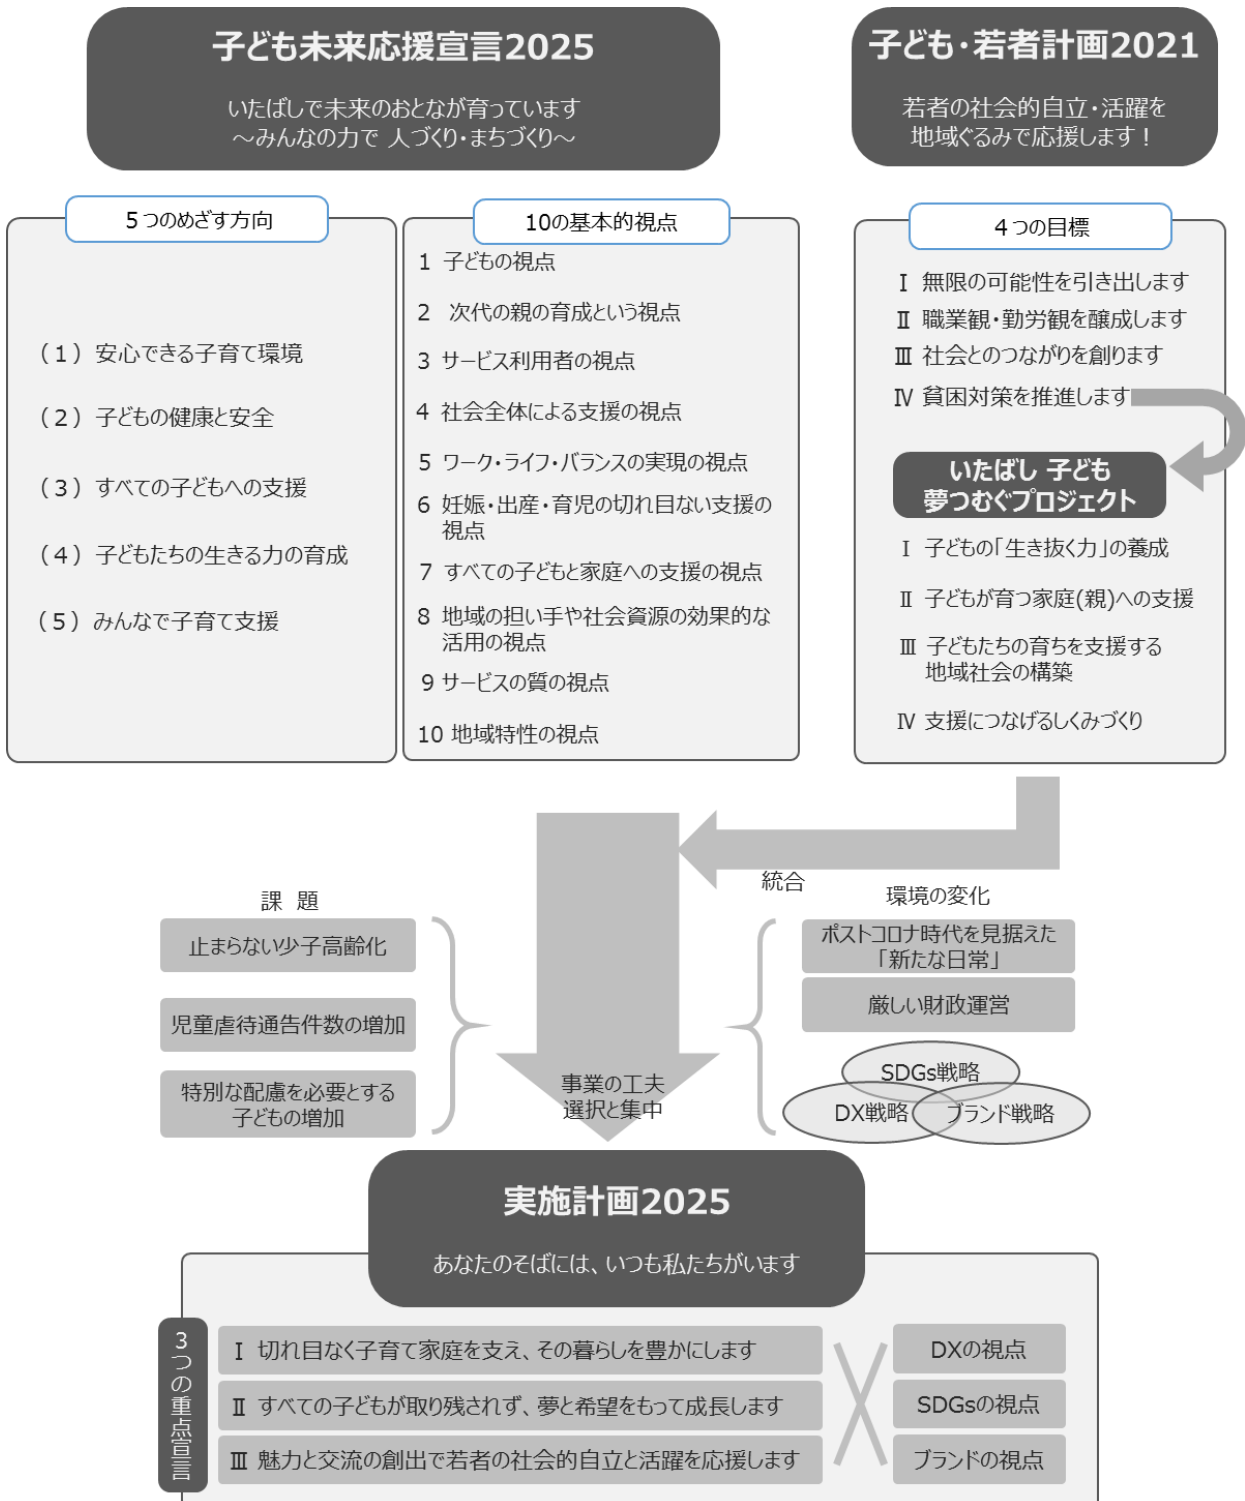 子ども未来応援宣言2025
いたばしで未来のおとなが育っています
～みんなの力で 人づくり・まちづくり～
子ども・若者計画2021
若者の社会的自立・活躍を
地域ぐるみで応援します！
５つのめざす方向
（１）安心できる子育て環境
（２）子どもの健康と安全
（３）すべての子どもへの支援
（４）子どもたちの生きる力の育成
（５）みんなで子育て支援
10の基本的視点
1 子どもの視点
2 次代の親の育成という視点
3 サービス利用者の視点
4 社会全体による支援の視点
5 ワーク・ライフ・バランスの実現の視点
6 妊娠・出産・育児の切れ目ない支援の
視点
7 すべての子どもと家庭への支援の視点
8 地域の担い手や社会資源の効果的な
活用の視点
9 サービスの質の視点
10 地域特性の視点
４つの目標
Ⅰ 無限の可能性を引き出します
Ⅱ 職業観・勤労観を醸成します
Ⅲ 社会とのつながりを創ります
Ⅳ 貧困対策を推進します
いたばし 子ども
夢つむぐプロジェクト
Ⅰ 子どもの「生き抜く力」の養成
Ⅱ 子どもが育つ家庭(親)への支援
Ⅲ 子どもたちの育ちを支援する
地域社会の構築
Ⅳ 支援につなげるしくみづくり
統合
課 題
止まらない少子高齢化
児童虐待通告件数の増加
特別な配慮を必要とする
子どもの増加
環境の変化
ポストコロナ時代を見据えた
「新たな日常」
厳しい財政運営
SDGs戦略
DX戦略
ブランド戦略
事業の工夫
選択と集中
実施計画2025
あなたのそばには、いつも私たちがいます
3つの重点宣言
Ⅰ 切れ目なく子育て家庭を支え、その暮らしを豊かにします
Ⅱ すべての子どもが取り残されず、夢と希望をもって成長します
Ⅲ 魅力と交流の創出で若者の社会的自立と活躍を応援します
DXの視点
SDGsの視点
ブランドの視点